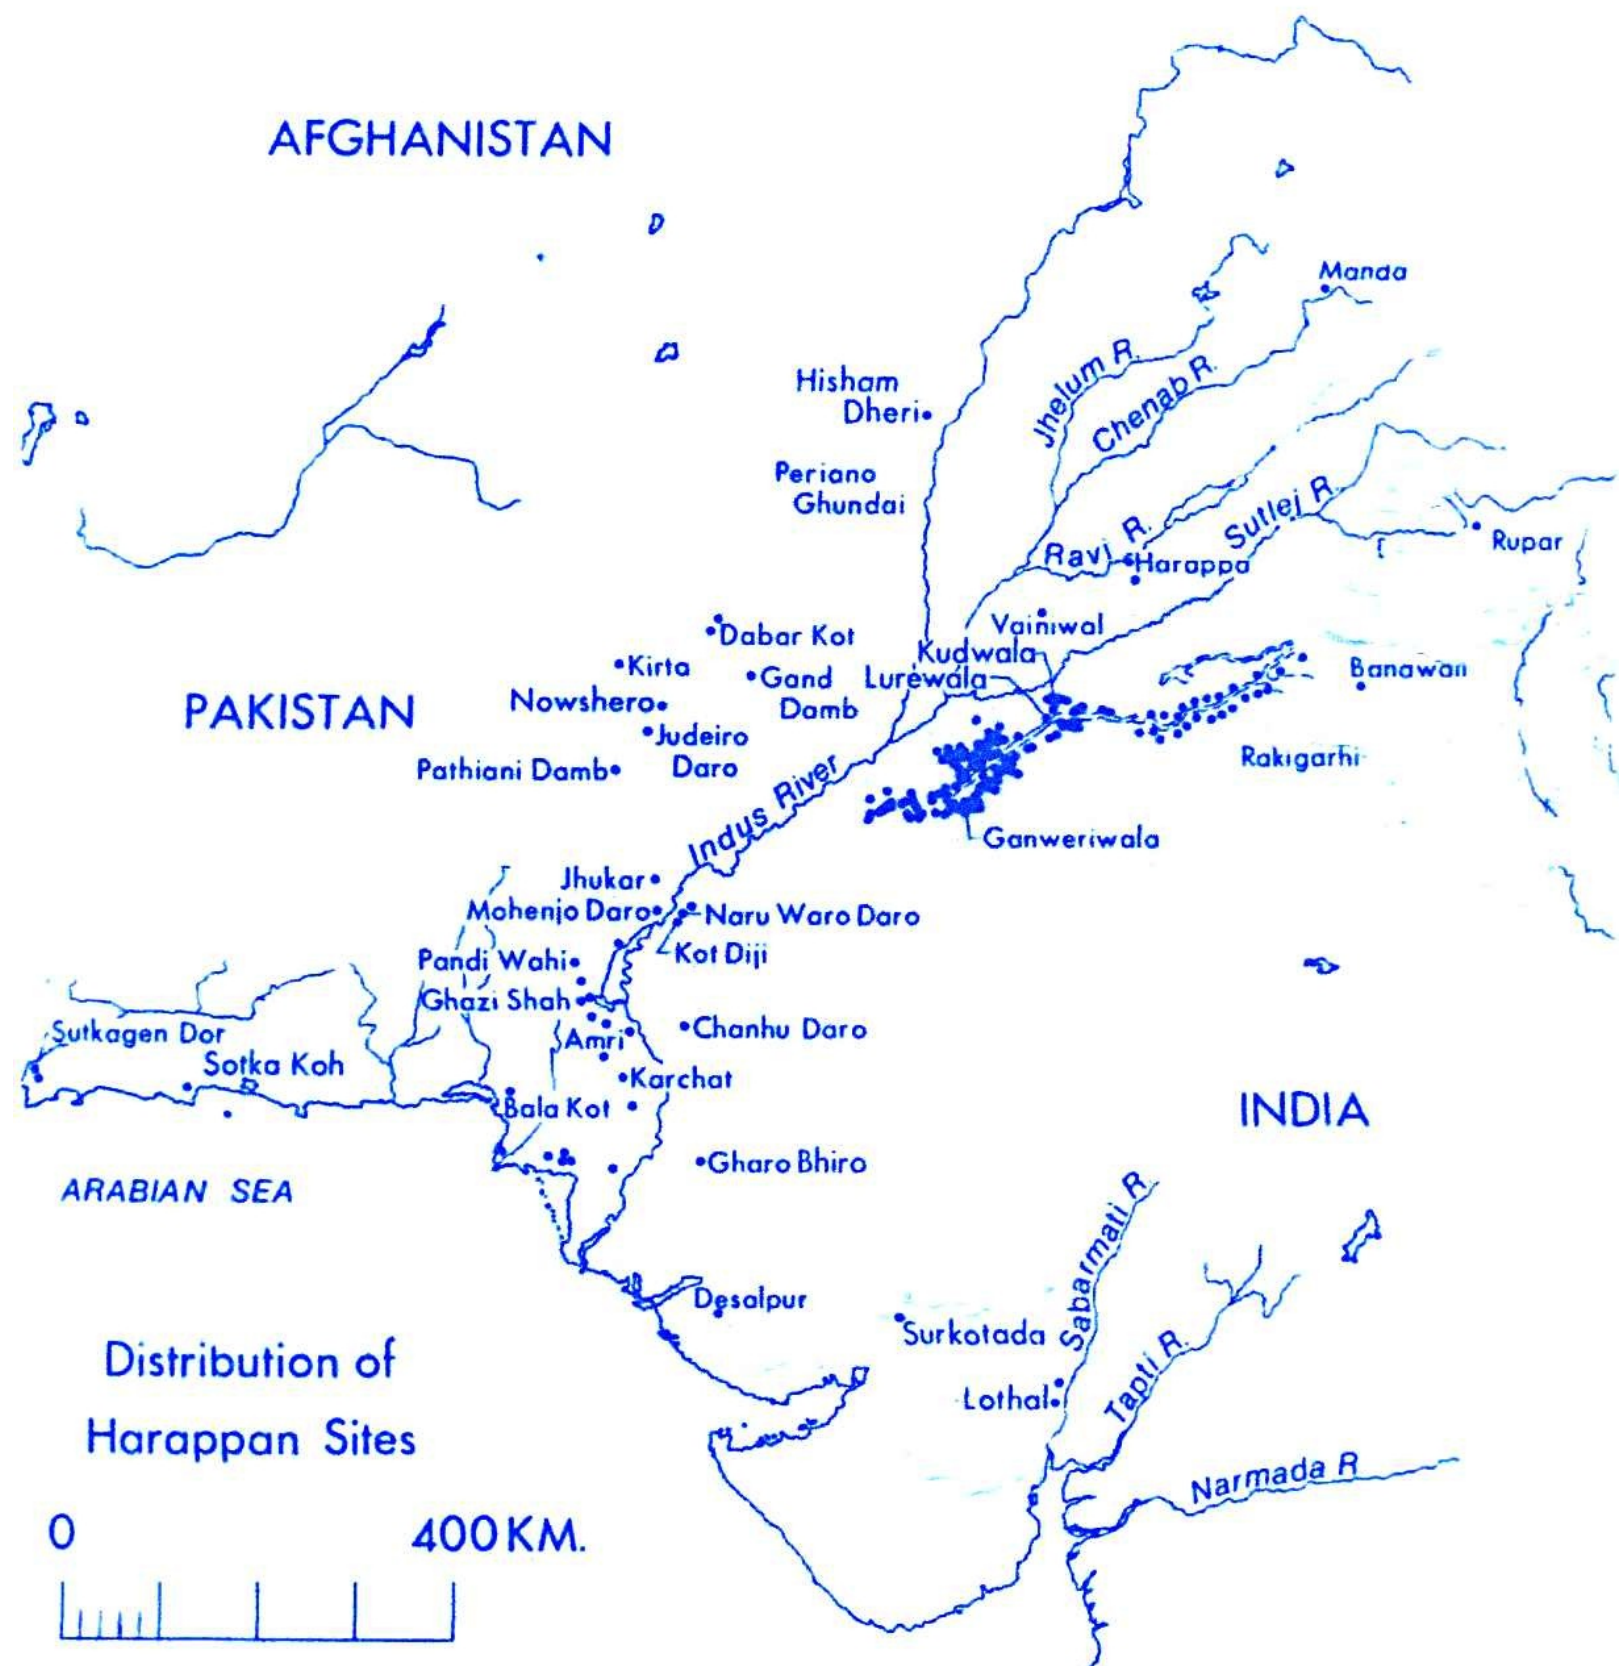 AFGHANISTAN
Manda
Jhelum R.
Chenab R.
Hisham
Dheri
Periano
Ghundai
Ravi R.
Sutlej R.
Harappa
Rupar
Vainiwal
Dabar Kot
Kudwala
Kirta
Gand
Damb
Lurewala
Banawan
PAKISTAN
Nowshero
Judeiro
Daro
Pathiani Damb
Rakigarhi
Indus River
Ganweriwala
Jhukar
Mohenjo Daro
Naru Waro Daro
Kot Diji
Pandi Wahi
Ghazi Shah
Sutkagen Dor
Amri
Chanhu Daro
Sotka Koh
Karchat
Bala Kot
INDIA
Gharo Bhiro
ARABIAN SEA
Sabarmati R.
Desalpur
Surkotada
Tapti R.
Lothal
Distribution of
Harappan Sites
Narmada R
0
400 KM.